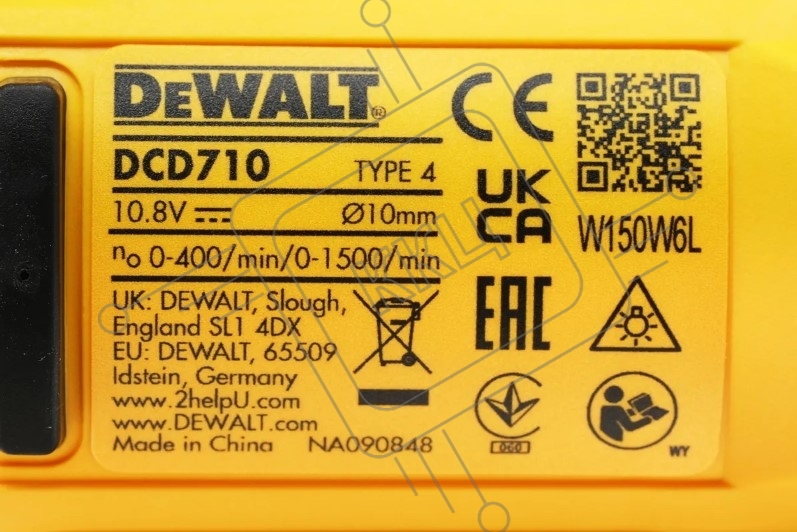 DEWALT®
DCD710 TYPE 4
10.8V Ø10mm
n₀ 0-400/min/0-1500/min
UK: DEWALT, Slough,
England SL1 4DX
EU: DEWALT, 65509
Idstein, Germany
www.2helpU.com
www.DEWALT.com
Made in China NA090848
CE
UK
CA
EAC
W150W6L
WY
ККЦ